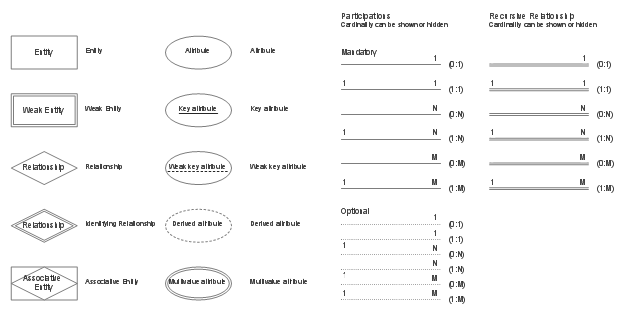 Participations
Cardinality can be shown or hidden
Recursive Relationship
Cardinality can be shown or hidden
Entity
Entity
Attribute
Attribute
Weak Entity
Weak Entity
Key attribute
Key attribute
Relationship
Relationship
Weak key attribute
Weak key attribute
Relationship
Identifying Relationship
Derived attribute
Derived attribute
Associative
Entity
Associative Entity
Multivalue attribute
Multivalue attribute
Mandatory
1 (0:1)
1 1 (1:1)
N (0:N)
1 N (1:N)
M (0:M)
1 M (1:M)
Optional
1 (0:1)
1 (1:1)
1 N (0:N)
N (1:N)
1 M (0:M)
1 M (1:M)
1 (0:1)
1 1 (1:1)
N (0:N)
1 N (1:N)
M (0:M)
1 M (1:M)